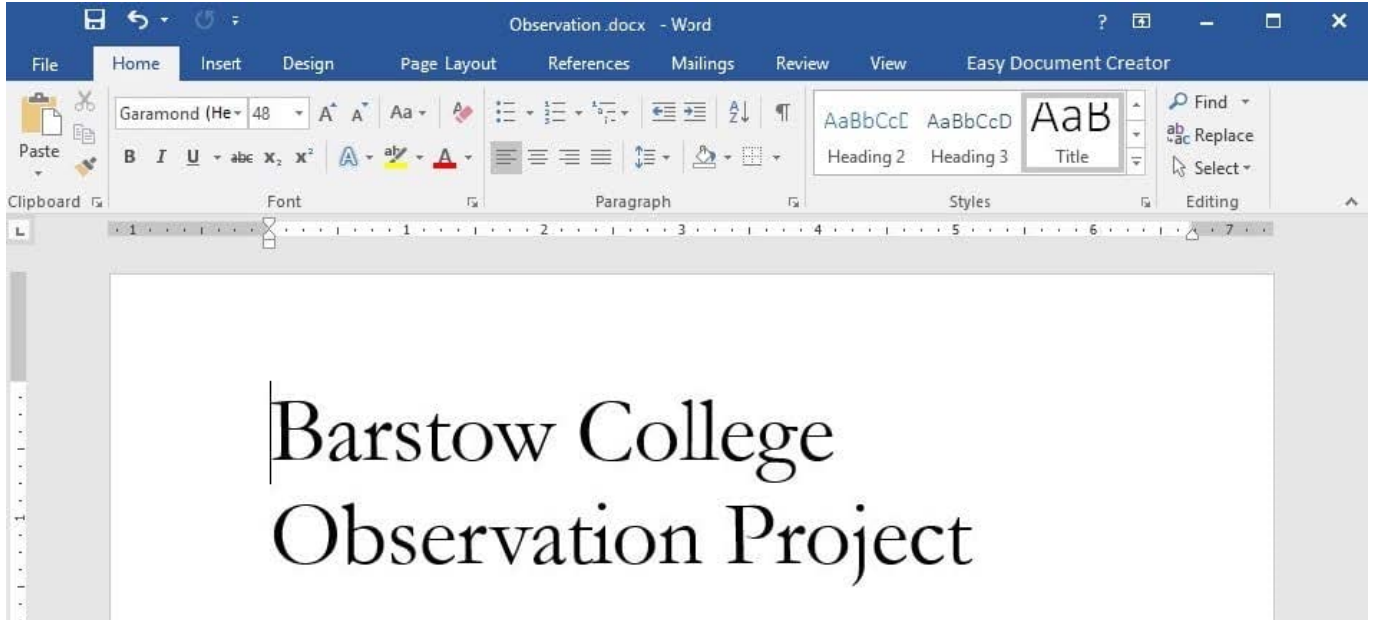 Observation .docx - Word ?
File Home Insert Design Page Layout References Mailings Review View Easy Document Creator
Garamond (He 48 A A Aa AaBbCcD AaBbCcD AaB Find
Paste B I U abc X₂ X² A aby A Heading 2 Heading 3 Title Replace
Select
Clipboard Font Paragraph Styles Editing
L 1 1 2 3 4 5 6 7
1
Barstow College
Observation Project